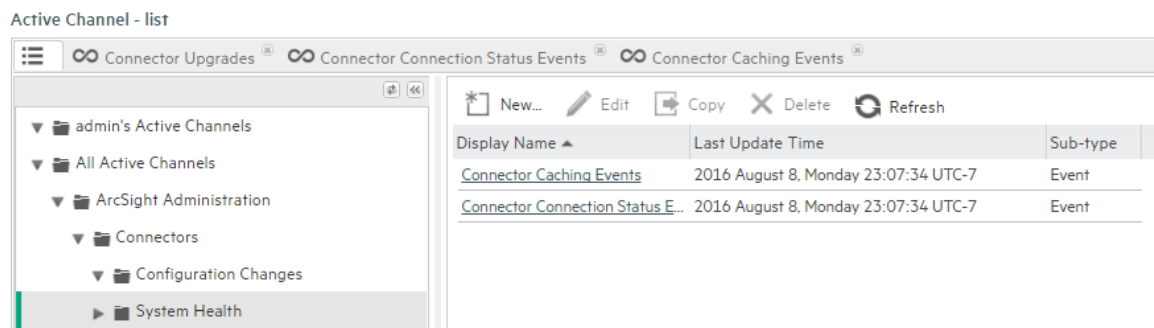 Active Channel - list
Connector Upgrades Connector Connection Status Events Connector Caching Events
New... Edit Copy Delete Refresh
admin's Active Channels
All Active Channels
ArcSight Administration
Connectors
Configuration Changes
System Health
Display Name Last Update Time Sub-type
Connector Caching Events 2016 August 8, Monday 23:07:34 UTC-7 Event
Connector Connection Status E... 2016 August 8, Monday 23:07:34 UTC-7 Event